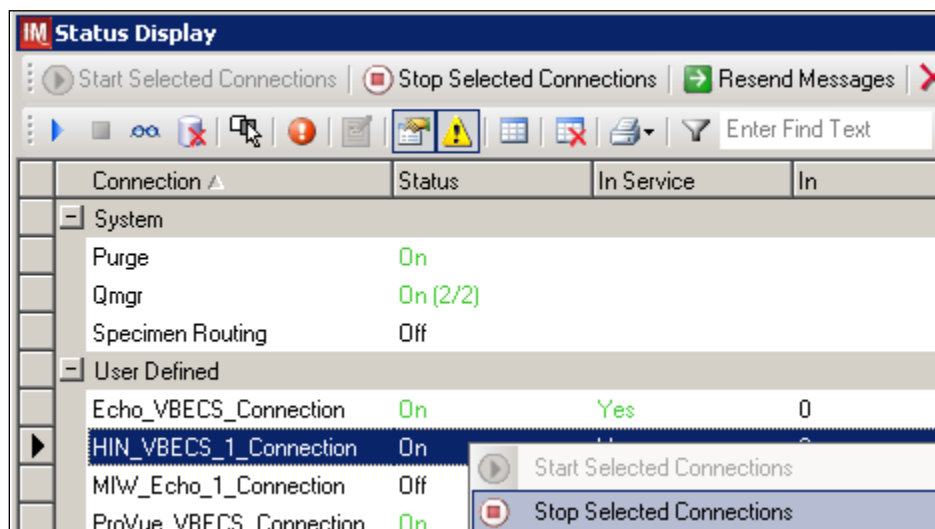 IM Status Display
Start Selected Connections Stop Selected Connections Resend Messages
Enter Find Text
Connection Status In Service In
System
Purge On
Qmgr On (2/2)
Specimen Routing Off
User Defined
Echo_VBECS_Connection On Yes 0
HIN_VBECS_1_Connection On
Start Selected Connections
MIW_Echo_1_Connection Off
Stop Selected Connections
ProVue_VBECS_Connection On